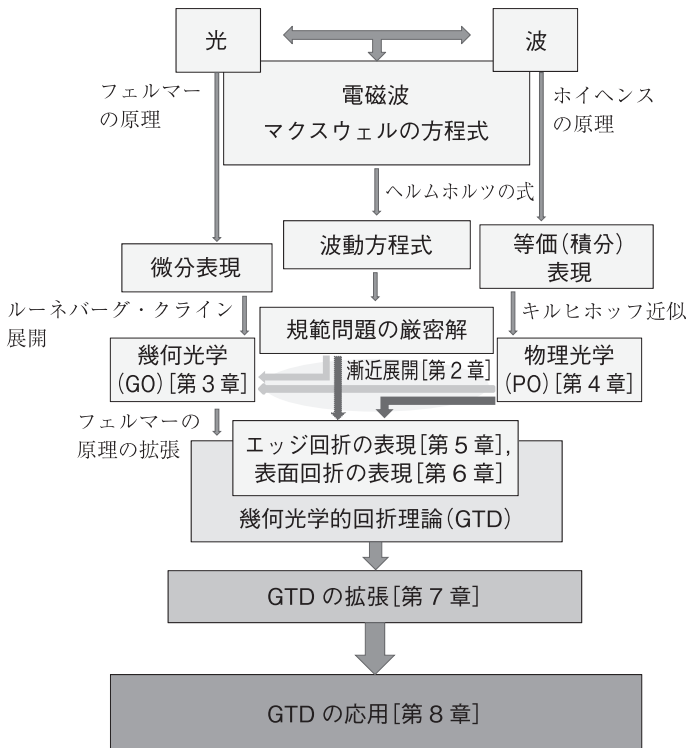 光
波
フェルマー
の原理
電磁波
マクスウェルの方程式
ホイヘンス
の原理
ヘルムホルツの式
微分表現
波動方程式
等価(積分)
表現
ルーネバーグ・クライン
展開
キルヒホッフ近似
規範問題の厳密解
幾何光学
(GO)[第3章]
漸近展開[第2章]
物理光学
(PO)[第4章]
フェルマーの
原理の拡張
エッジ回折の表現[第5章],
表面回折の表現[第6章]
幾何光学的回折理論(GTD)
GTDの拡張[第7章]
GTDの応用[第8章]